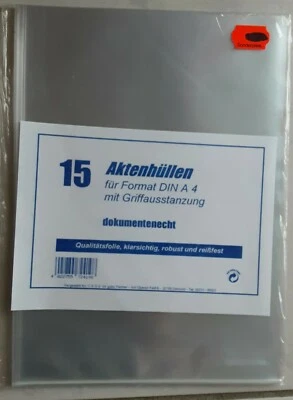 15 Aktenhüllen
für Format DIN A 4
mit Griffausstanzung
dokumentenecht
Qualitätsfolie, klarsichtig, robust und reißfest